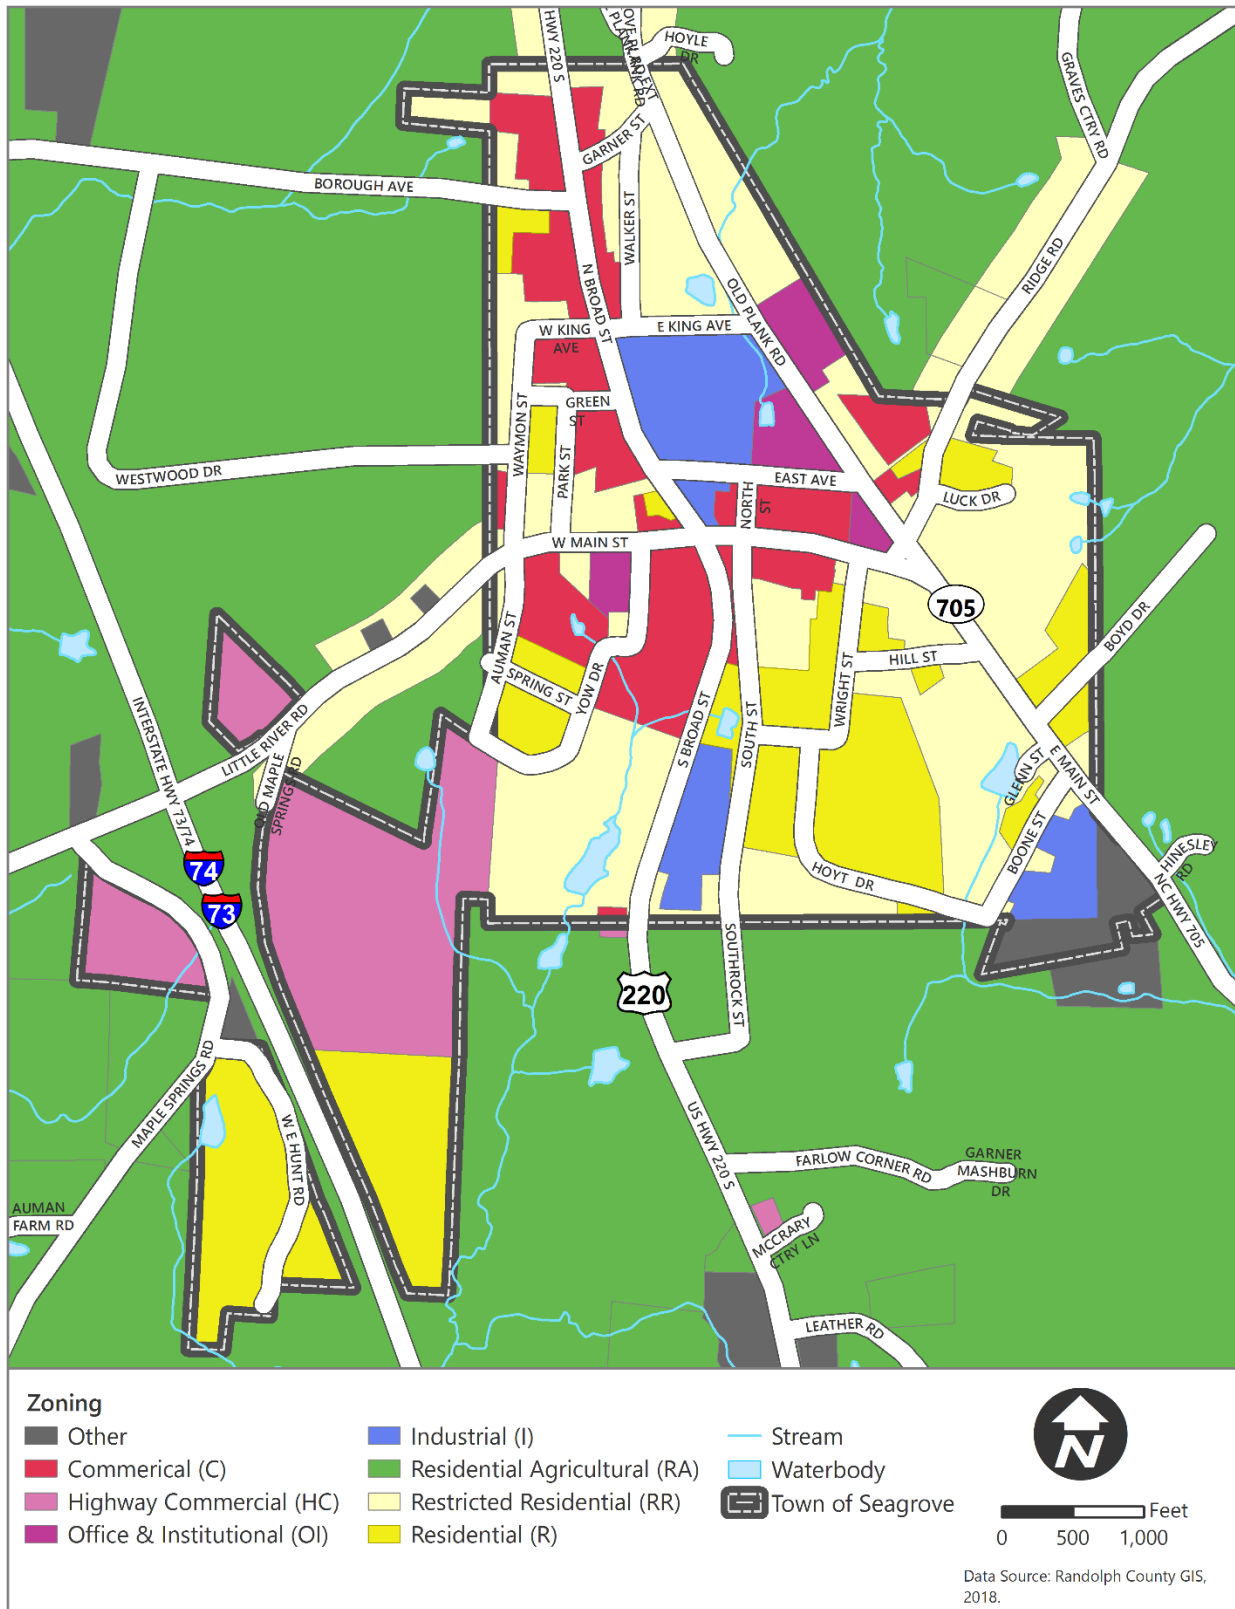 HWY 220 S
HOYLE
DR
GRAVES CTRY RD
GARNER ST
BOROUGH AVE
WALKER ST
RIDGE RD
N BROAD ST
OLD PLANK RD
W KING
AVE
E KING AVE
GREEN
ST
WAYMON ST
PARK ST
WESTWOOD DR
EAST AVE
NORTH
ST
LUCK DR
W MAIN ST
705
BOYD DR
AUMAN ST
SPRING ST
YOW DR
HILL ST
WRIGHT ST
INTERSTATE HWY 73/74
LITTLE RIVER RD
OLD MAPLE
SPRINGS RD
S BROAD ST
SOUTH ST
E MAIN ST
GLENN ST
BOONE ST
HINESLEY
RD
NC HWY 705
74
73
HOYT DR
SOUTHROCK ST
220
MAPLE SPRINGS RD
W E HUNT RD
US HWY 220 S
FARLOW CORNER RD
GARNER
MASHBURN
DR
AUMAN
FARM RD
MCCRARY
CTRY LN
LEATHER RD
Zoning
Other
Commerical (C)
Highway Commercial (HC)
Office & Institutional (OI)
Industrial (I)
Residential Agricultural (RA)
Restricted Residential (RR)
Residential (R)
Stream
Waterbody
Town of Seagrove
N
Feet
0 500 1,000
Data Source: Randolph County GIS,
2018.